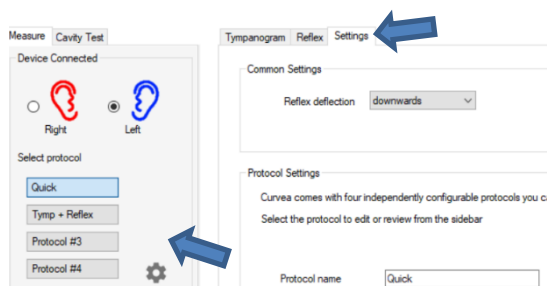 Measure Cavity Test
Device Connected
Right Left
Select protocol
Quick
Tymp + Reflex
Protocol #3
Protocol #4
Tympanogram Reflex Settings
Common Settings
Reflex deflection downwards
Protocol Settings
Curvea comes with four independently configurable protocols you
Select the protocol to edit or review from the sidebar
Protocol name Quick